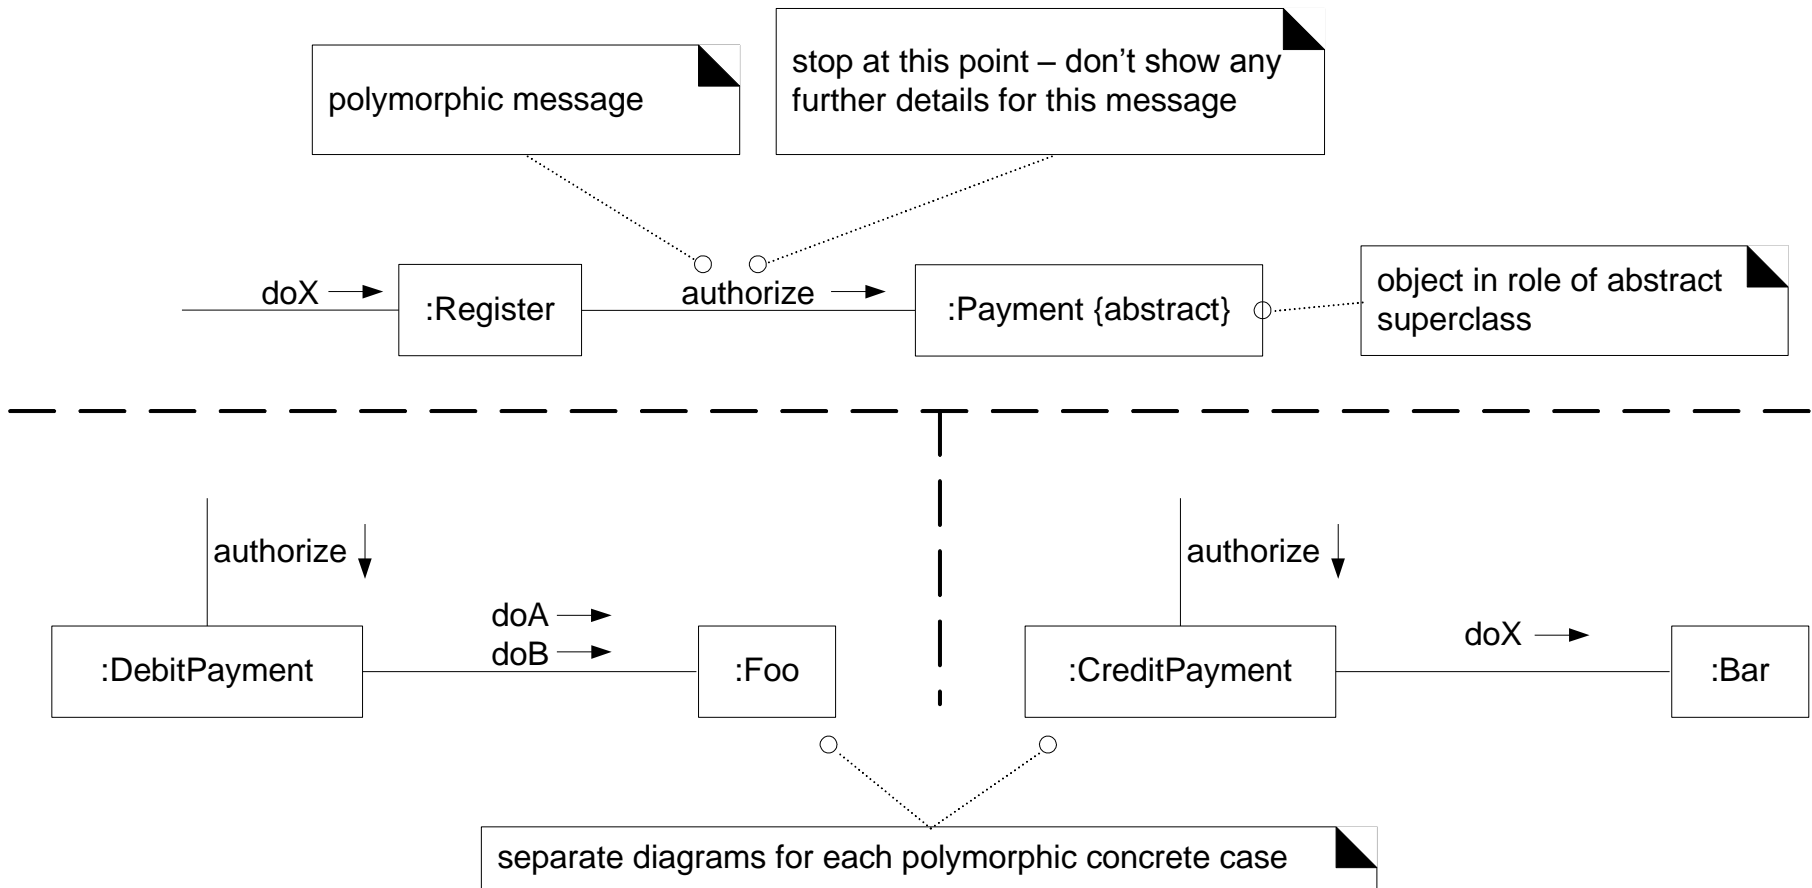 polymorphic message
stop at this point – don't show any
further details for this message
doX
:Register
authorize
:Payment {abstract}
object in role of abstract
superclass
authorize
doA
doB
:DebitPayment
:Foo
authorize
doX
:CreditPayment
:Bar
separate diagrams for each polymorphic concrete case